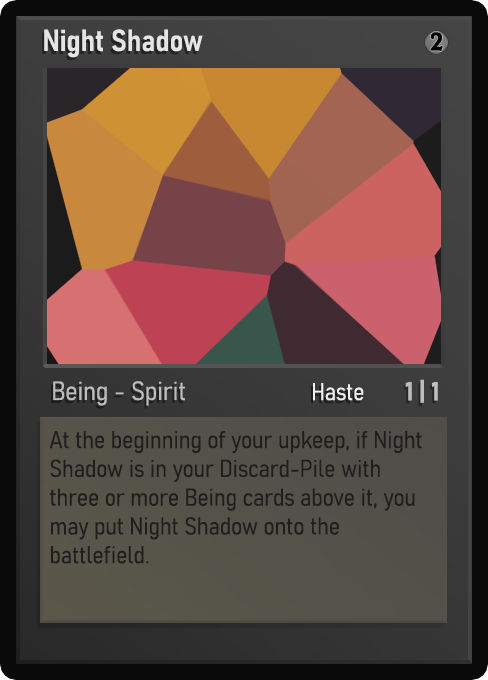 Night Shadow 2
Being - Spirit Haste 1|1
At the beginning of your upkeep, if Night
Shadow is in your Discard-Pile with
three or more Being cards above it, you
may put Night Shadow onto the
battlefield.